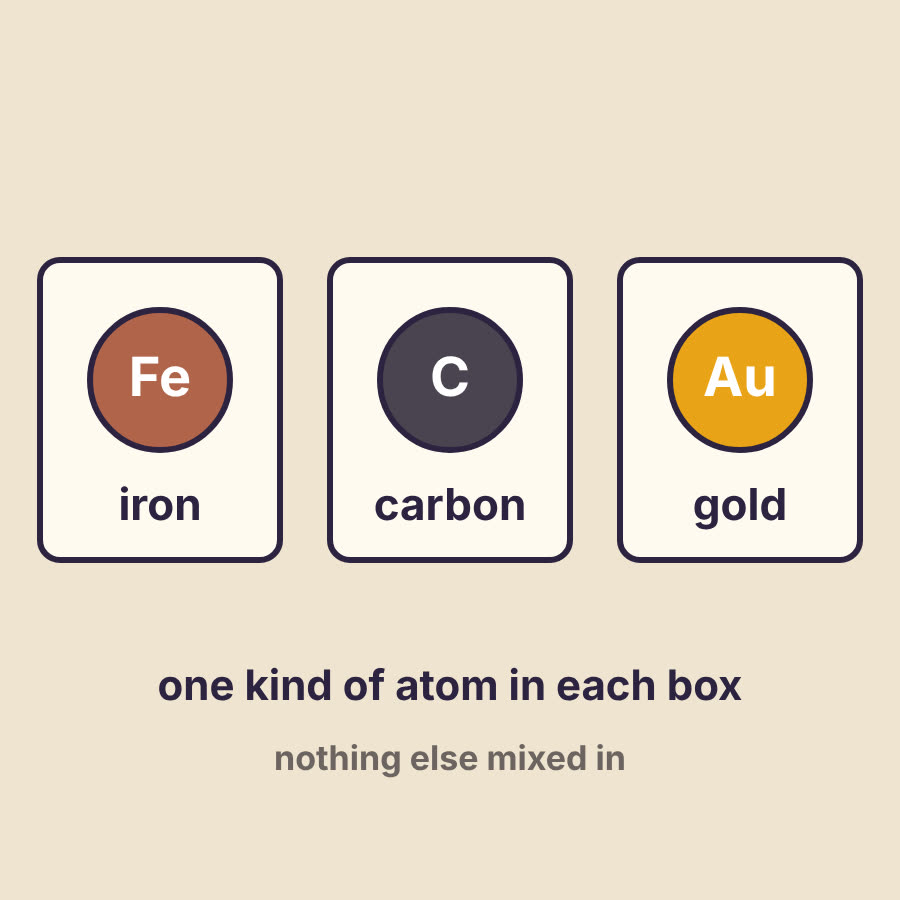 Fe C Au
iron carbon gold
one kind of atom in each box
nothing else mixed in